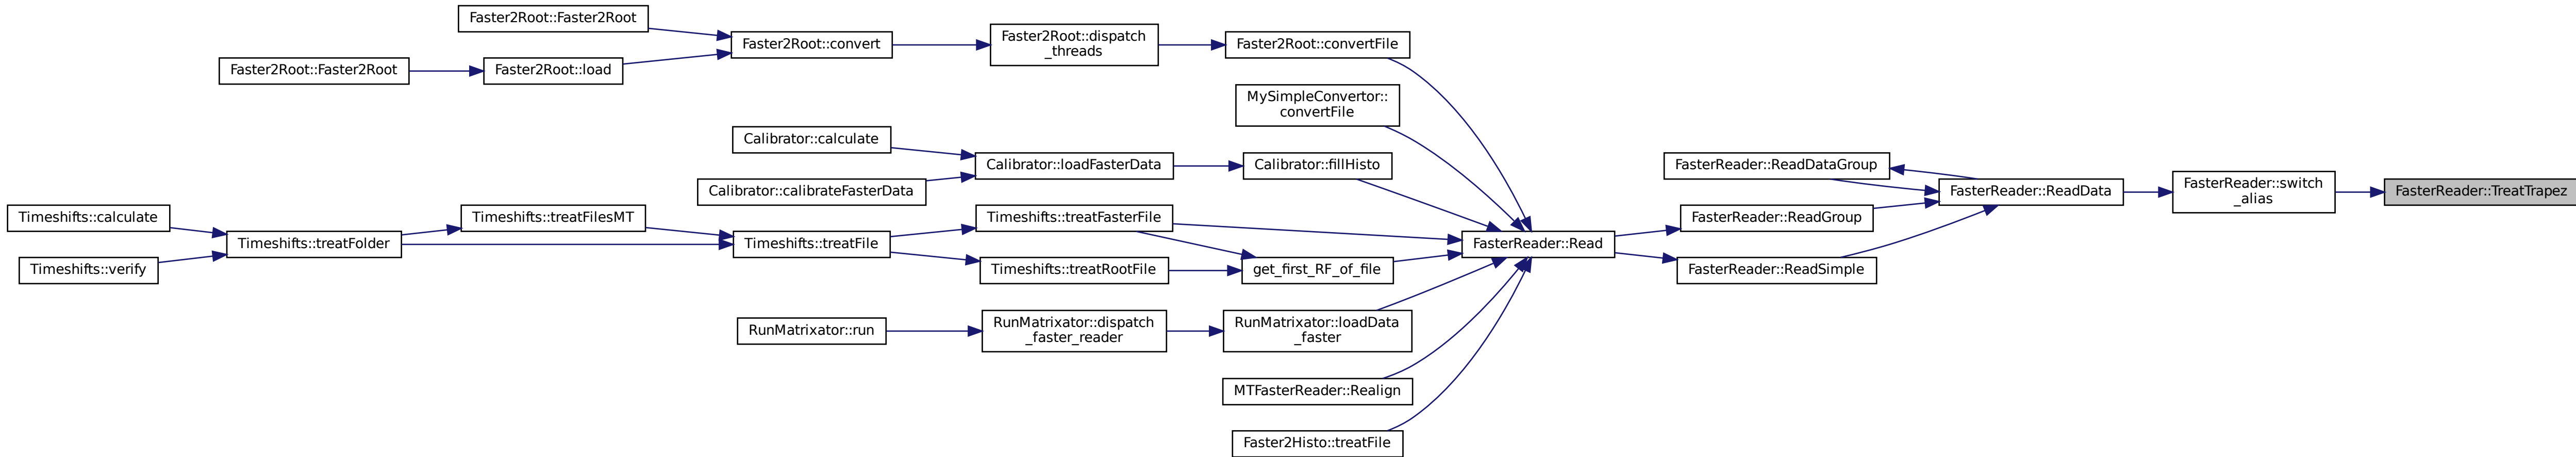 Faster2Root::Faster2Root
Faster2Root::dispatch
_threads
Faster2Root::convert
Faster2Root::convertFile
Faster2Root::Faster2Root
Faster2Root::load
MySimpleConvertor::
convertFile
Calibrator::calculate
Calibrator::loadFasterData
Calibrator::fillHisto
FasterReader::ReadDataGroup
Calibrator::calibrateFasterData
FasterReader::ReadData
FasterReader::switch
_alias
FasterReader::TreatTrapez
Timeshifts::calculate
Timeshifts::treatFilesMT
Timeshifts::treatFasterFile
FasterReader::ReadGroup
Timeshifts::treatFolder
Timeshifts::treatFile
FasterReader::Read
Timeshifts::verify
Timeshifts::treatRootFile
get_first_RF_of_file
FasterReader::ReadSimple
RunMatrixator::run
RunMatrixator::dispatch
_faster_reader
RunMatrixator::loadData
_faster
MTFasterReader::Realign
Faster2Histo::treatFile